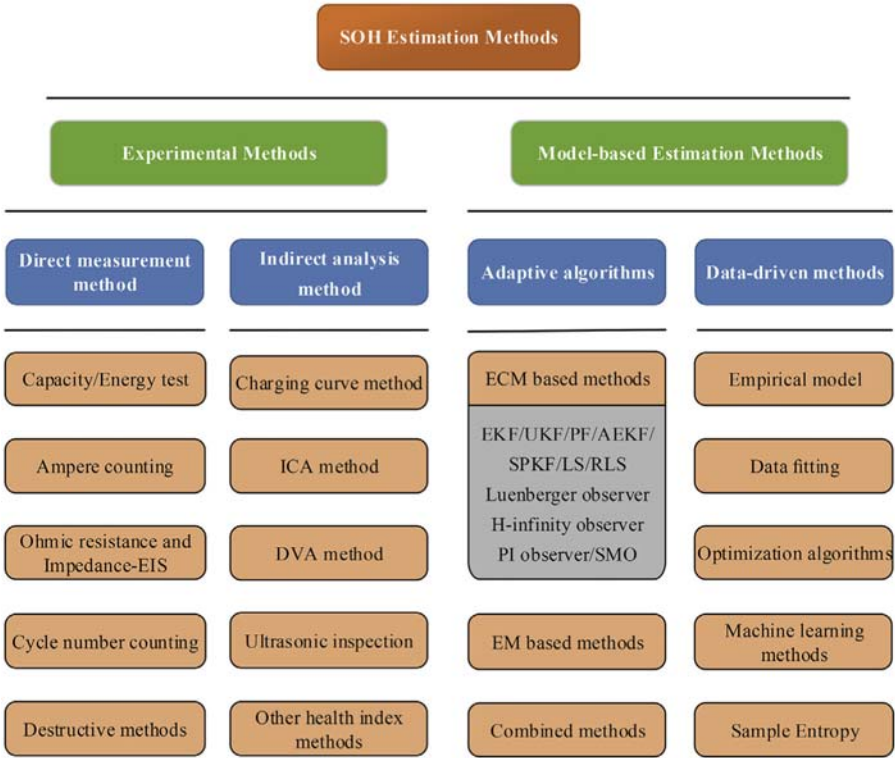 SOH Estimation Methods
Experimental Methods
Model-based Estimation Methods
Direct measurement
method
Indirect analysis
method
Adaptive algorithms
Data-driven methods
Capacity/Energy test
Ampere counting
Ohmic resistance and
Impedance-EIS
Cycle number counting
Destructive methods
Charging curve method
ICA method
DVA method
Ultrasonic inspection
Other health index
methods
ECM based methods
EKF/UKF/PF/AEKF/
SPKF/LS/RLS
Luenberger observer
H-infinity observer
PI observer/SMO
EM based methods
Combined methods
Empirical model
Data fitting
Optimization algorithms
Machine learning
methods
Sample Entropy